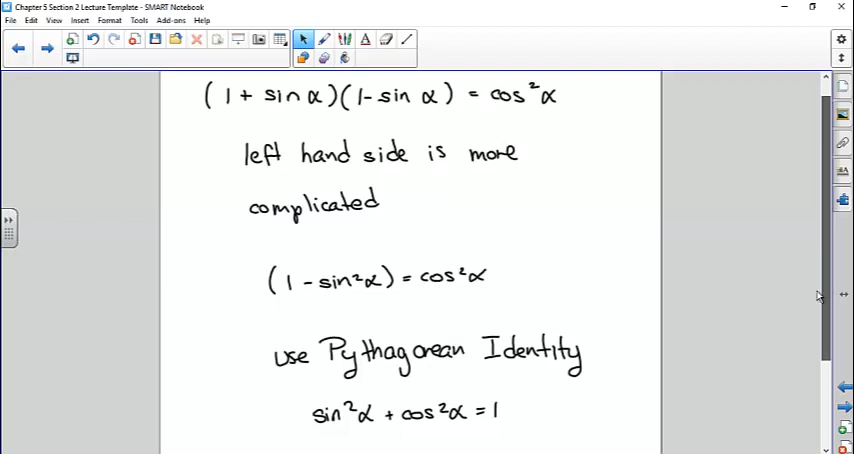 Chapter 5 Section 2 Lecture Template - SMART Notebook
File Edit View Insert Format Tools Add-ons Help
(1 + sin α)(1 - sin α) = cos²α
left hand side is more
complicated
(1 - sin²α) = cos²α
use Pythagorean Identity
sin²α + cos²α = 1